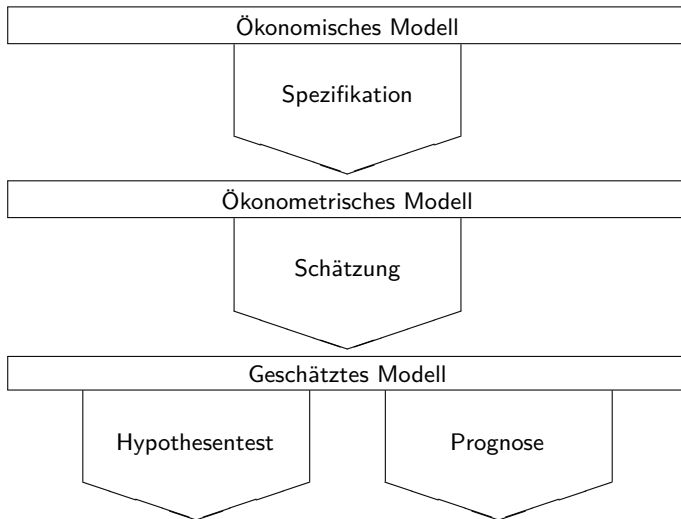 Ökonomisches Modell
Spezifikation
Ökonometrisches Modell
Schätzung
Geschätztes Modell
Hypothesentest
Prognose